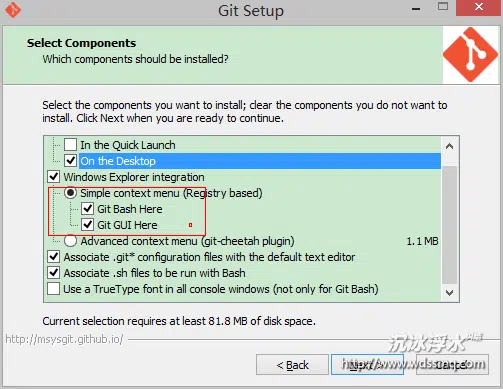 Git Setup
Select Components
Which components should be installed?
Select the components you want to install; clear the components you do not want to
install. Click Next when you are ready to continue.
In the Quick Launch
On the Desktop
Windows Explorer integration
Simple context menu (Registry based)
Git Bash Here
Git GUI Here
Advanced context menu (git-cheetah plugin) 1.1 MB
Associate .git* configuration files with the default text editor
Associate .sh files to be run with Bash
Use a TrueType font in all console windows (not only for Git Bash)
Current selection requires at least 81.8 MB of disk space.
http://msysgit.github.io/
沉冰浮水
< Back Next > Cancel